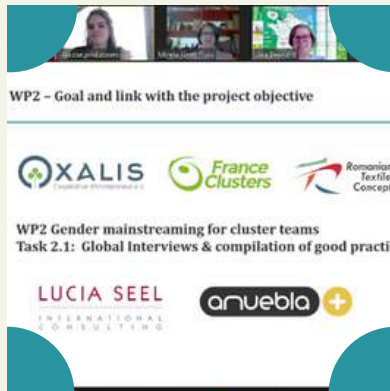 WP2 – Goal and link with the project objective
OXALIS
France
Clusters
Romanian
Textile
Concept
WP2 Gender mainstreaming for cluster teams
Task 2.1: Global Interviews & compilation of good practi
LUCIA SEEL
INTERNATIONAL
CONSULTING
anuebla +